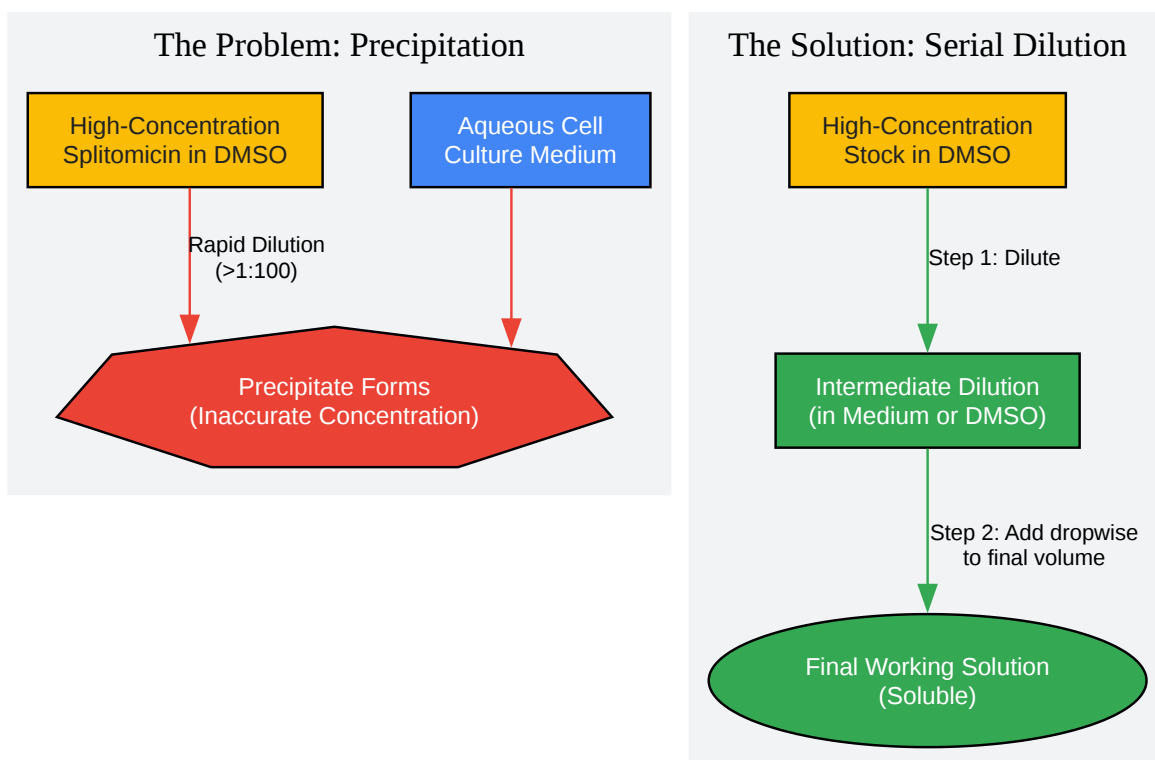 The Problem: Precipitation
High-Concentration
Splitomicin in DMSO
Aqueous Cell
Culture Medium
Rapid Dilution
(>1:100)
Precipitate Forms
(Inaccurate Concentration)
The Solution: Serial Dilution
High-Concentration
Stock in DMSO
Step 1: Dilute
Intermediate Dilution
(in Medium or DMSO)
Step 2: Add dropwise
to final volume
Final Working Solution
(Soluble)